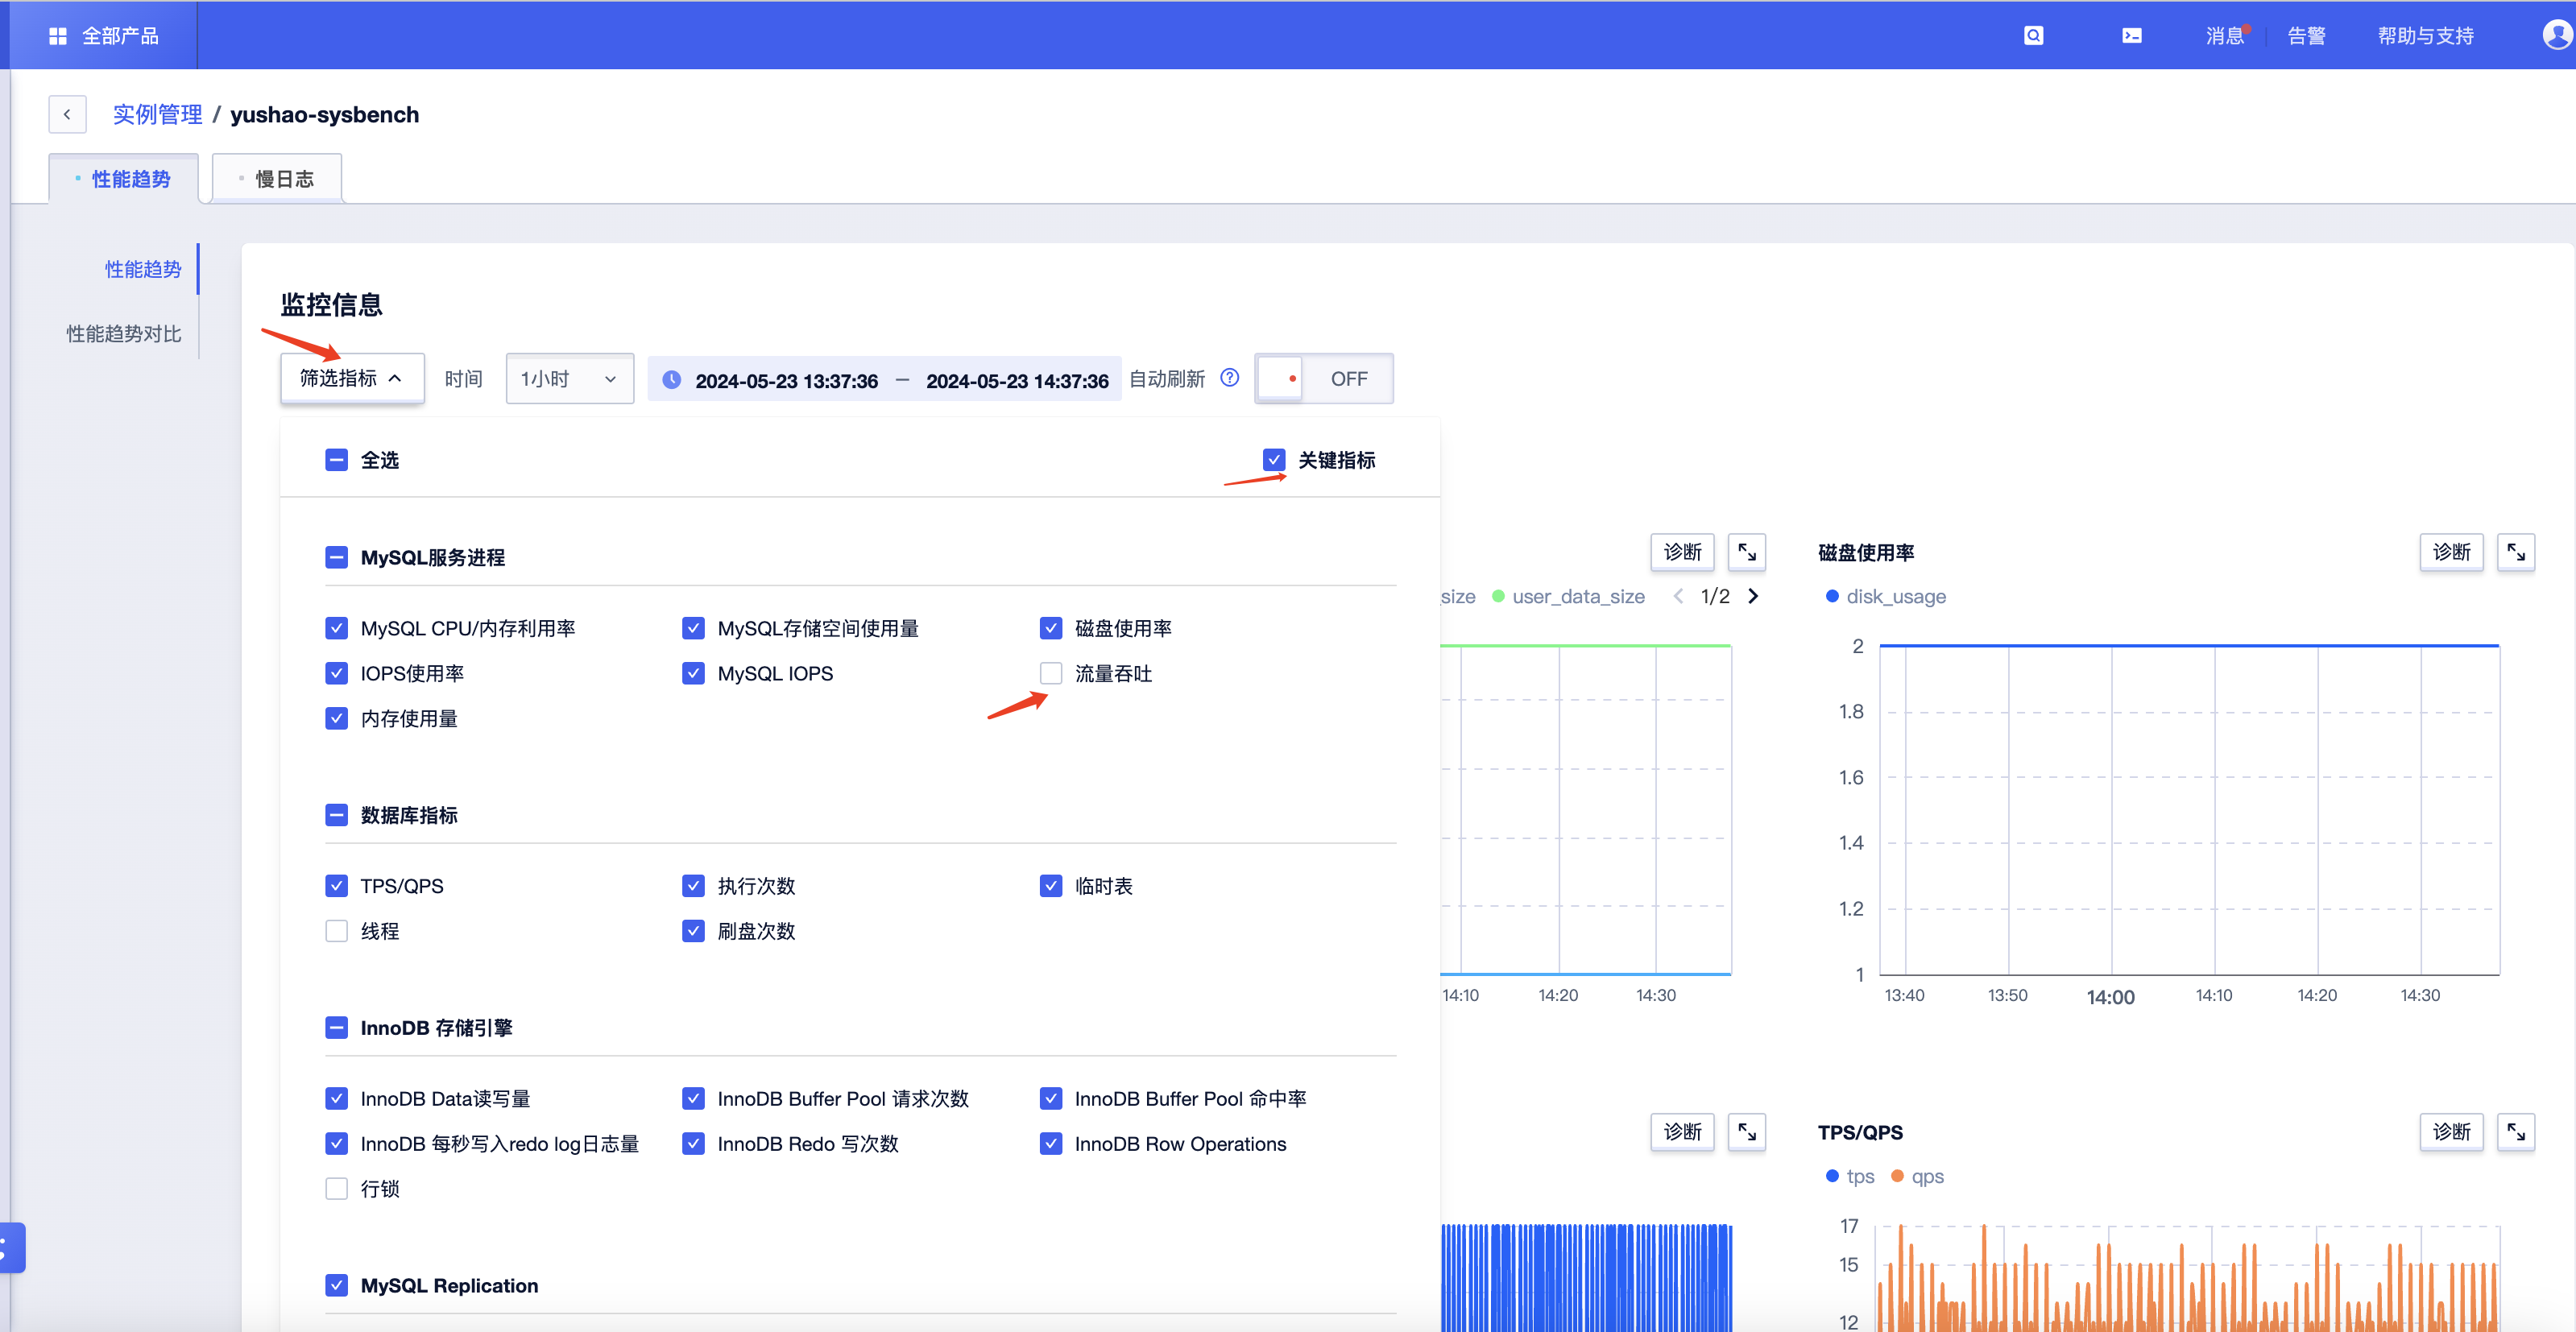 全部产品
消息
告警
帮助与支持
实例管理 / yushao-sysbench
性能趋势
慢日志
性能趋势
性能趋势对比
监控信息
筛选指标
时间
1小时
2024-05-23 13:37:36 — 2024-05-23 14:37:36
自动刷新
OFF
全选
关键指标
MySQL服务进程
MySQL CPU/内存利用率
MySQL存储空间使用量
磁盘使用率
IOPS使用率
MySQL IOPS
流量吞吐
内存使用量
数据库指标
TPS/QPS
执行次数
临时表
线程
刷盘次数
InnoDB 存储引擎
InnoDB Data读写量
InnoDB Buffer Pool 请求次数
InnoDB Buffer Pool 命中率
InnoDB 每秒写入redo log日志量
InnoDB Redo 写次数
InnoDB Row Operations
行锁
MySQL Replication
诊断
_size
user_data_size
1/2
14:10
14:20
14:30
磁盘使用率
诊断
disk_usage
2
1.8
1.6
1.4
1.2
1
13:40
13:50
14:00
14:10
14:20
14:30
诊断
TPS/QPS
诊断
tps
qps
17
15
12